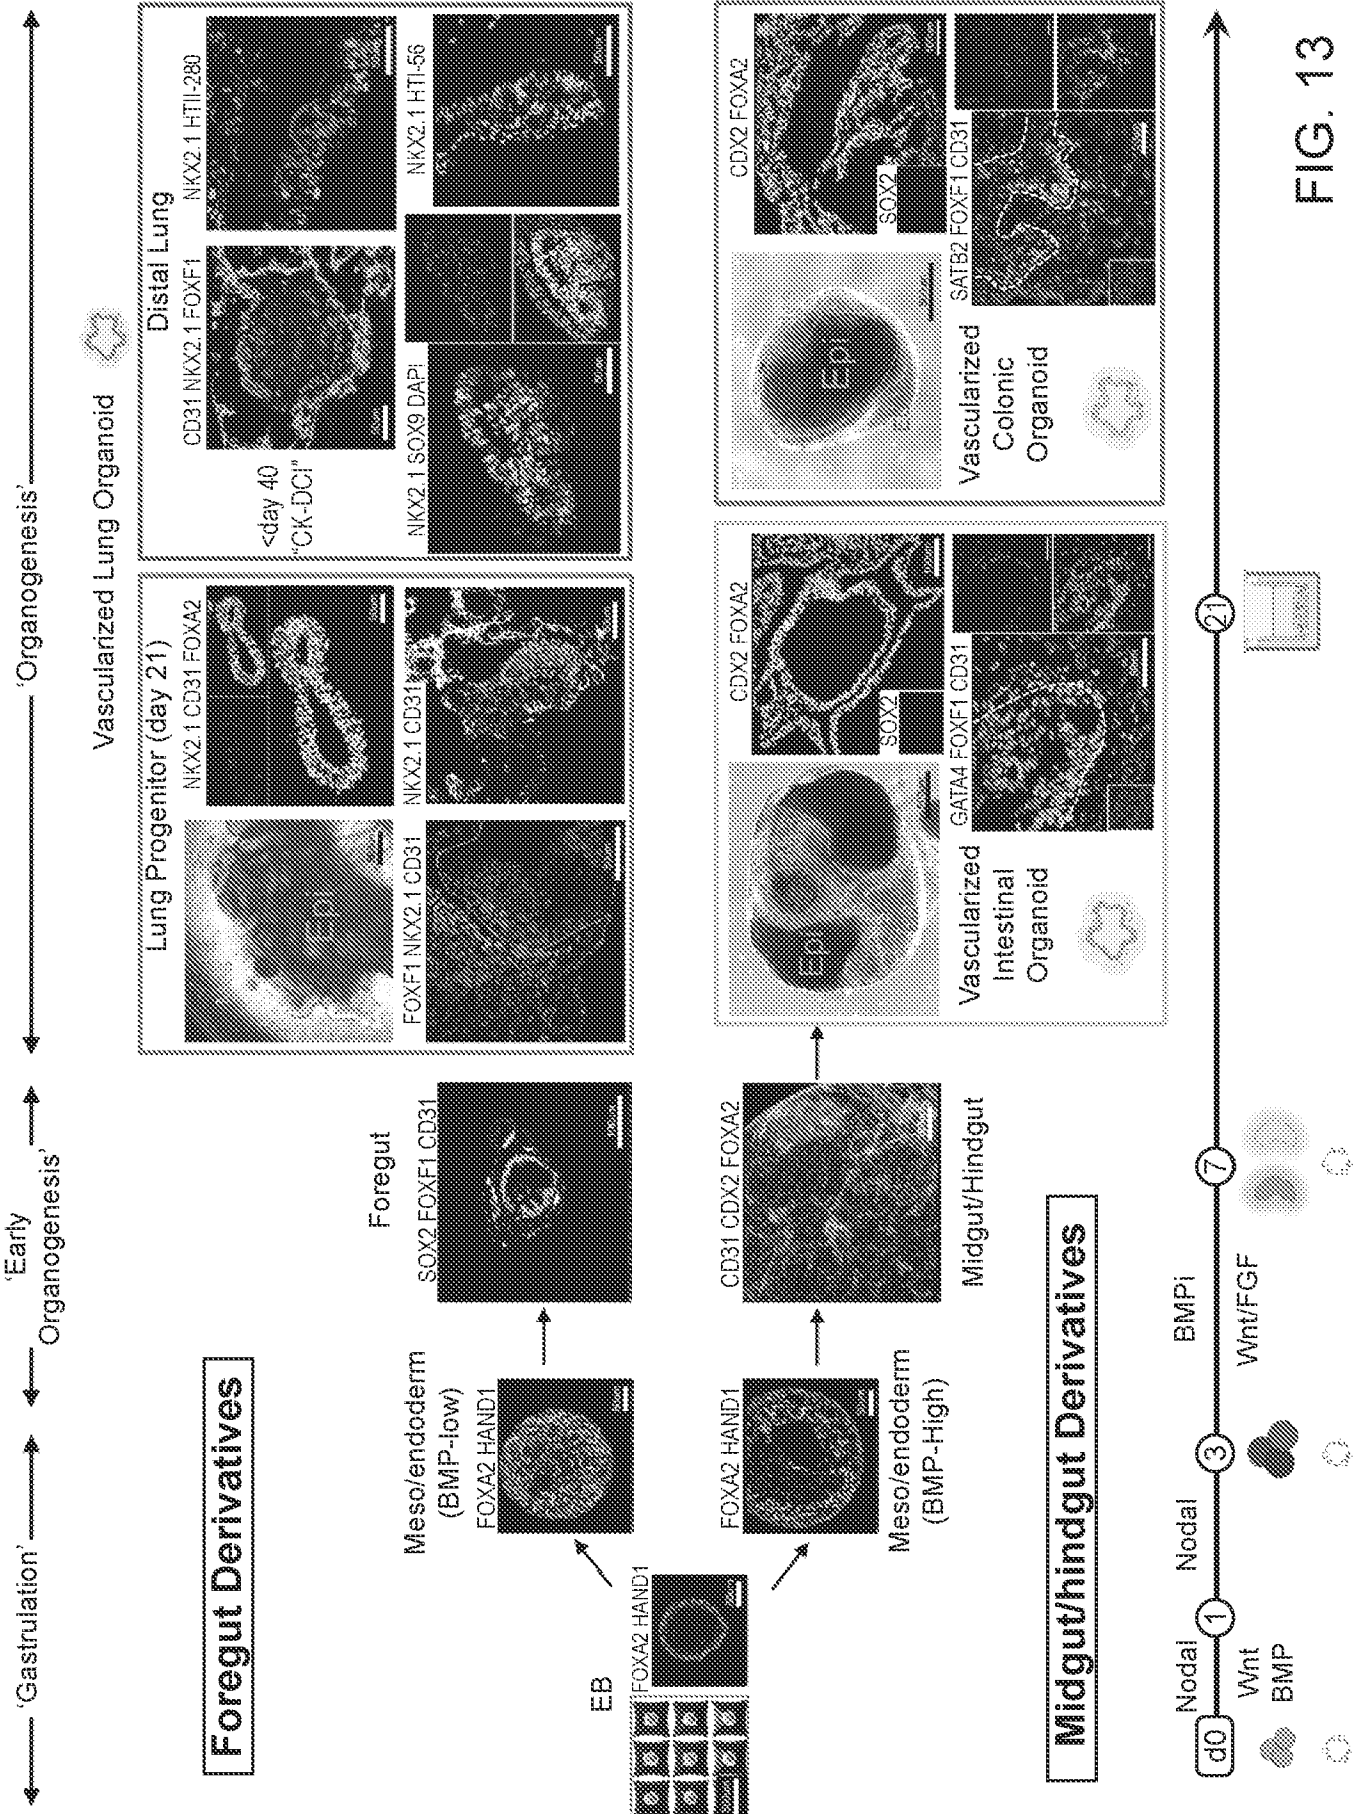 'Gastrulation'
'Early
Organogenesis'
'Organogenesis'
Foregut Derivatives
Vascularized Lung Organoid
Foregut
Lung Progenitor (day 21)
Distal Lung
NKX2.1 CD31 FOXA2
CD31 NKX2.1 FOXF1
NKX2.1 HTII-280
<day 40
"CK-DCI"
Meso/endoderm
(BMP-low)
FOXA2 HAND1
SOX2 FOXF1 CD31
FOXF1 NKX2.1 CD31
NKX2.1 CD31
NKX2.1 SOX9 DAPI
NKX2.1 HTI-56
EB
FOXA2 HAND1
FOXA2 HAND1
Meso/endoderm
(BMP-High)
CD31 CDX2 FOXA2
Midgut/Hindgut
CDX2 FOXA2
CDX2 FOXA2
EPI
SOX2
EPI
SOX2
GATA4 FOXF1 CD31
SATB2 FOXF1 CD31
Vascularized
Intestinal
Organoid
Vascularized
Colonic
Organoid
Midgut/hindgut Derivatives
Nodal
Nodal
BMPi
d0
1
3
7
21
Wnt
BMP
Wnt/FGF
FIG. 13